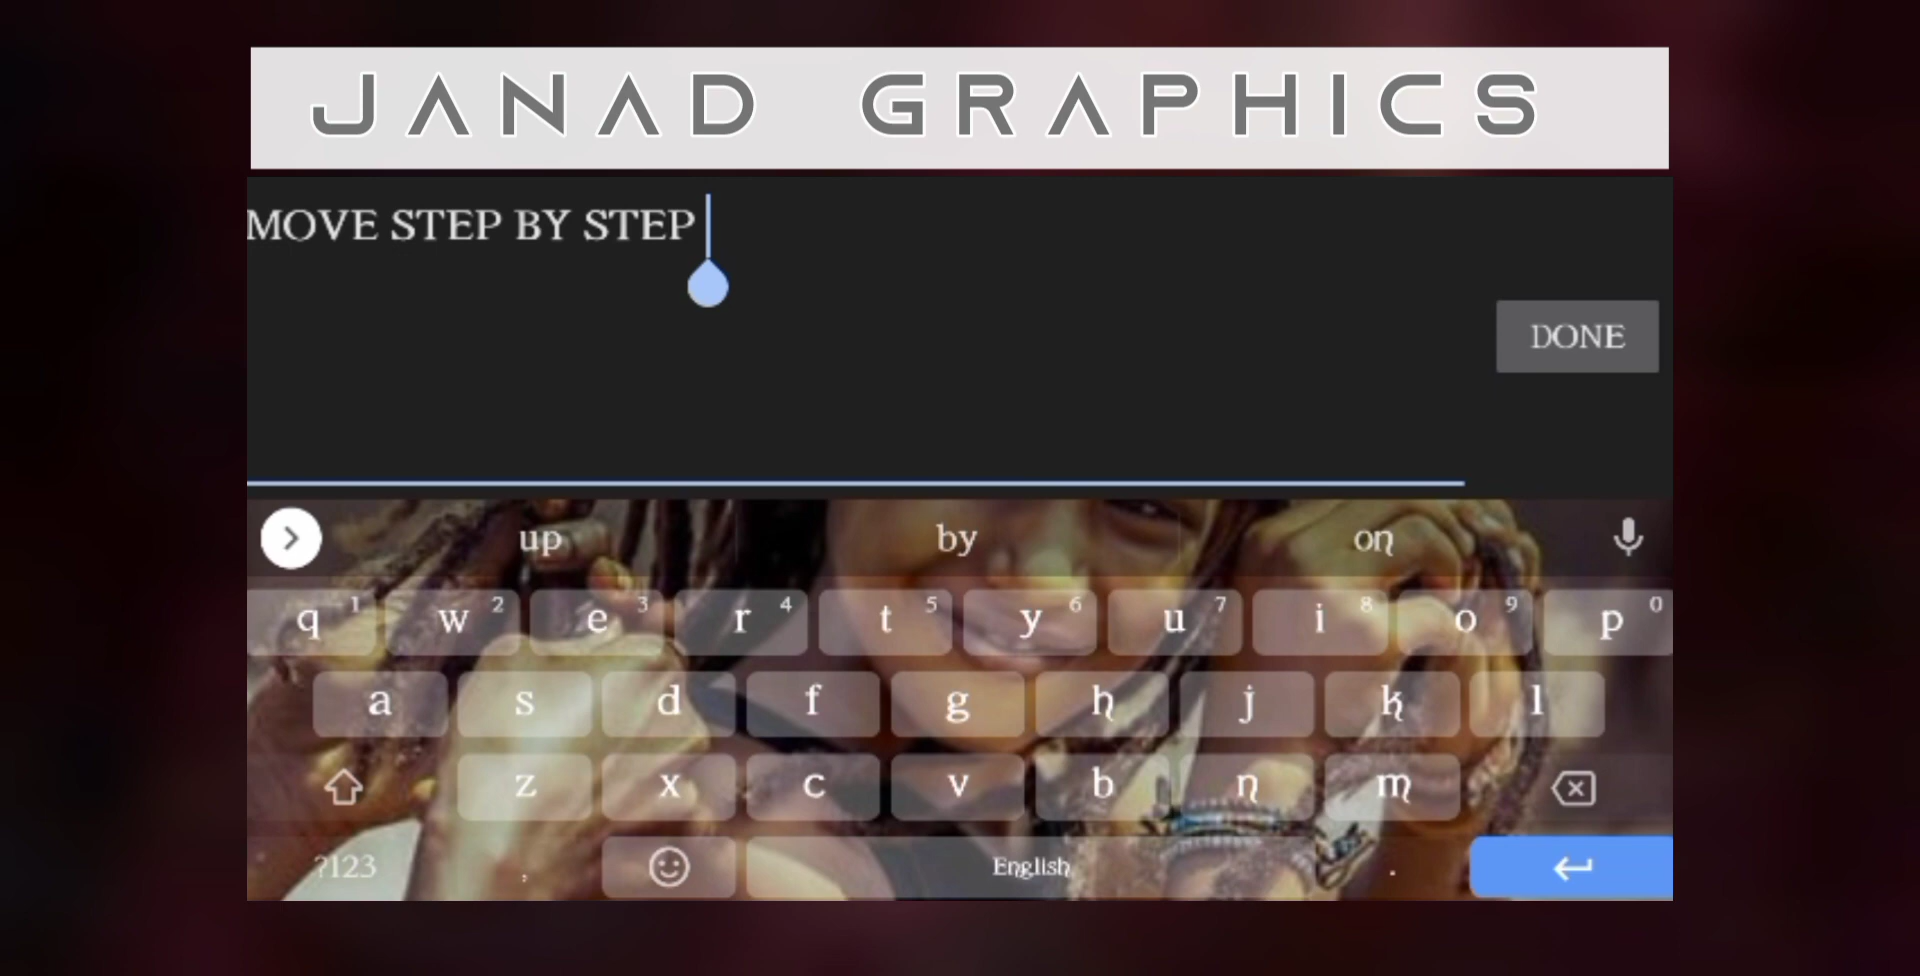 JANAD GRAPHICS
MOVE STEP BY STEP
DONE
up by on
q 1 w 2 e 3 r 4 t 5 y 6 u 7 i 8 o 9 p 0
a s d f g h j k l
z x c v b n m
?123 , English .